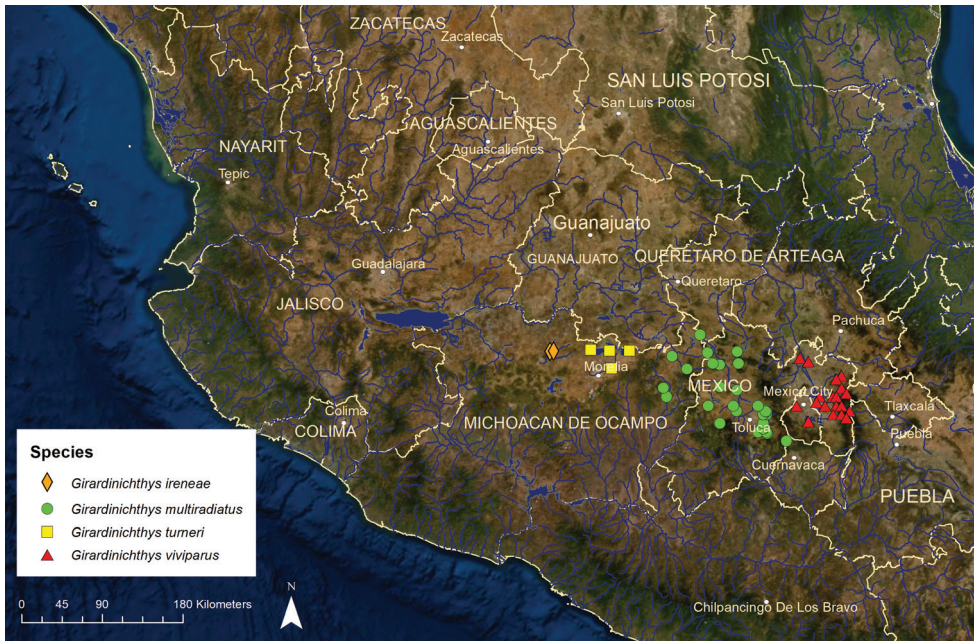 ZACATECAS
Zacatecas
SAN LUIS POTOSI
San Luis Potosi
AGUASCALIENTES
Aguascalientes
NAYARIT
Tepic
Guanajuato
GUANAJUATO
QUERETARO DE ARTEAGA
Queretaro
Guadalajara
JALISCO
Pachuca
Morelia
MEXICO
Mexico City
Tlaxcala
Colima
COLIMA
MICHOACAN DE OCAMPO
Toluca
Puebla
Cuernavaca
PUEBLA
Chilpancingo De Los Bravo
Species
Girardinichthys ireneae
Girardinichthys multiradiatus
Girardinichthys turneri
Girardinichthys viviparus
0 45 90 180 Kilometers
N